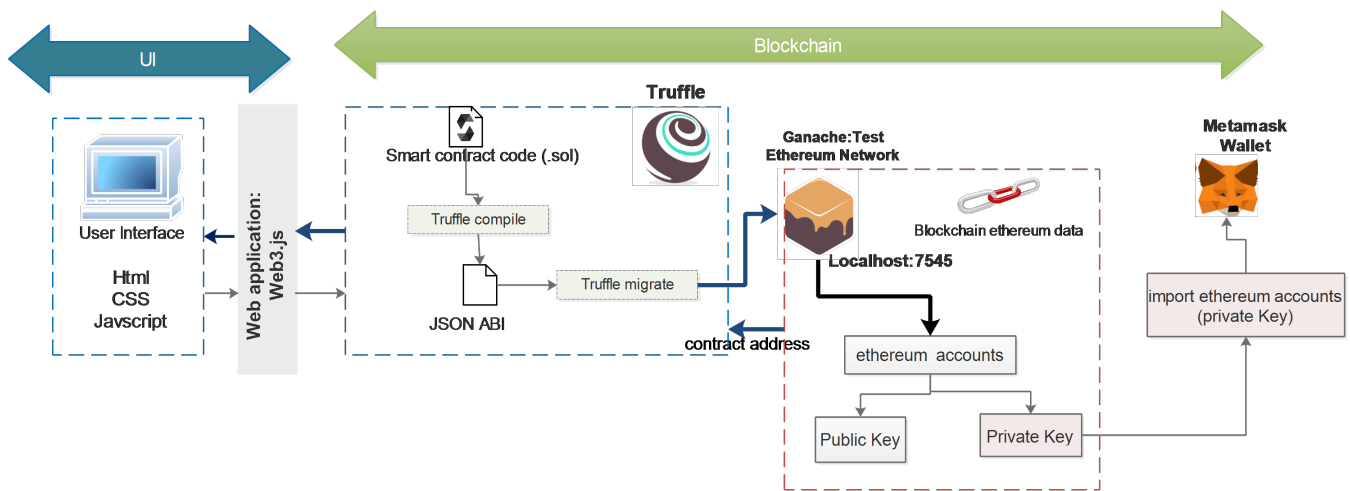 UI
Blockchain
User Interface
Html
CSS
Javscript
Web application:
Web3.js
Truffle
Smart contract code (.sol)
Truffle compile
JSON ABI
Truffle migrate
Ganache:Test
Ethereum Network
Blockchain ethereum data
Localhost:7545
contract address
ethereum accounts
Public Key
Private Key
Metamask
Wallet
import ethereum accounts
(private Key)